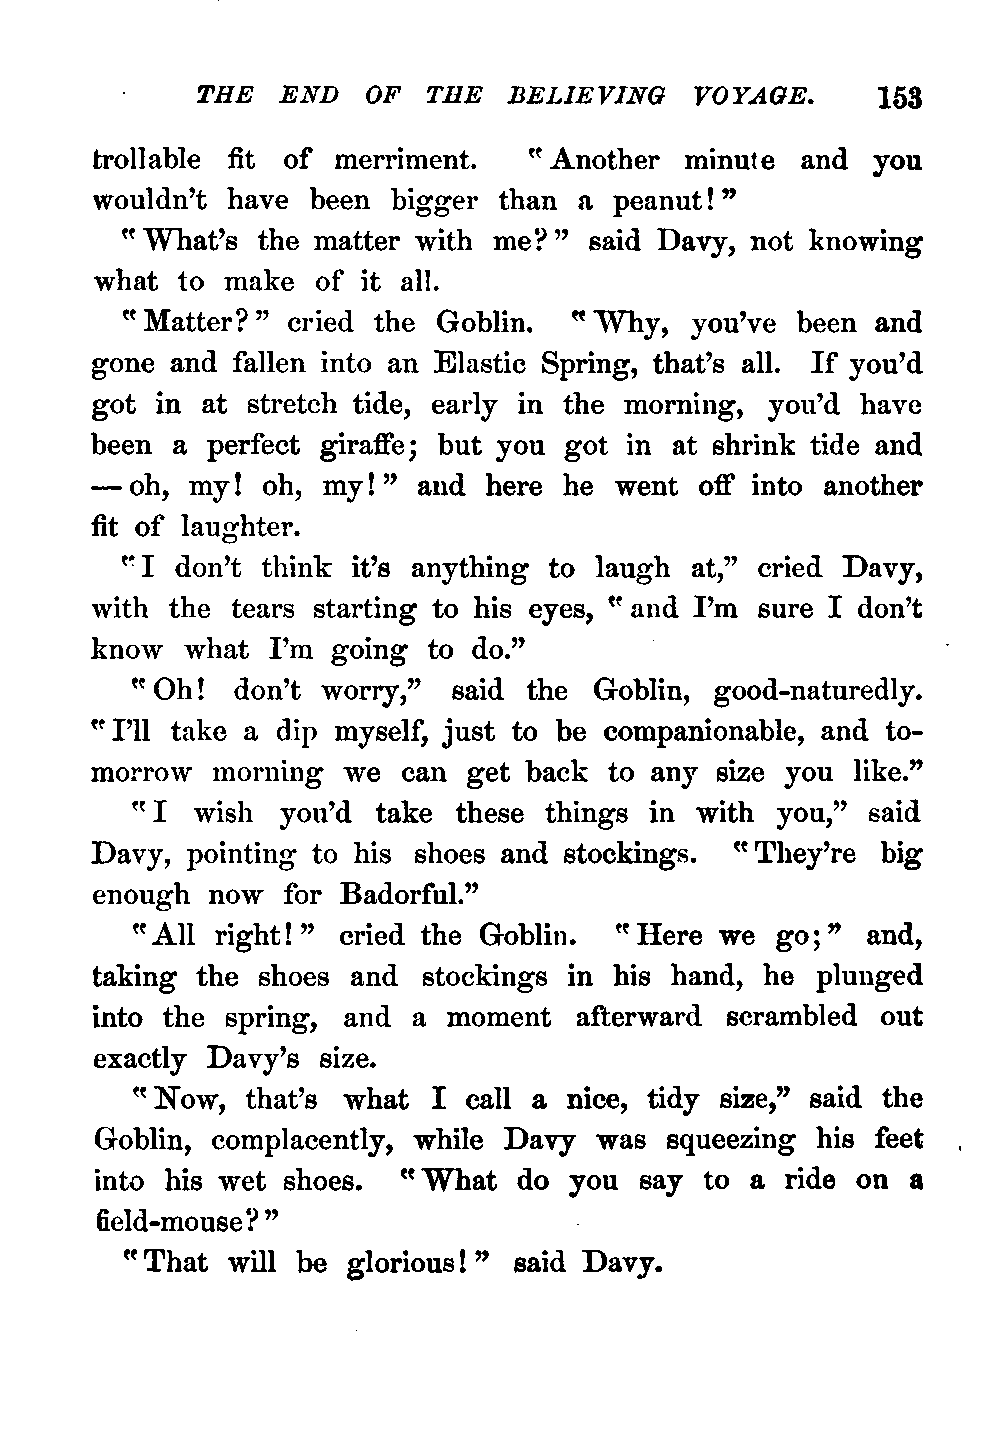 THE END OF THE BELIEVING VOYAGE. 153
trollable fit of merriment. "Another minute and you
wouldn't have been bigger than a peanut!"
"What's the matter with me?" said Davy, not knowing
what to make of it all.
"Matter?" cried the Goblin. "Why, you've been and
gone and fallen into an Elastic Spring, that's all. If you'd
got in at stretch tide, early in the morning, you'd have
been a perfect giraffe; but you got in at shrink tide and
— oh, my! oh, my!" and here he went off into another
fit of laughter.
"I don't think it's anything to laugh at," cried Davy,
with the tears starting to his eyes, "and I'm sure I don't
know what I'm going to do."
"Oh! don't worry," said the Goblin, good-naturedly.
"I'll take a dip myself, just to be companionable, and to-
morrow morning we can get back to any size you like."
"I wish you'd take these things in with you," said
Davy, pointing to his shoes and stockings. "They're big
enough now for Badorful."
"All right!" cried the Goblin. "Here we go;" and,
taking the shoes and stockings in his hand, he plunged
into the spring, and a moment afterward scrambled out
exactly Davy's size.
"Now, that's what I call a nice, tidy size," said the
Goblin, complacently, while Davy was squeezing his feet
into his wet shoes. "What do you say to a ride on a
field-mouse?"
"That will be glorious!" said Davy.